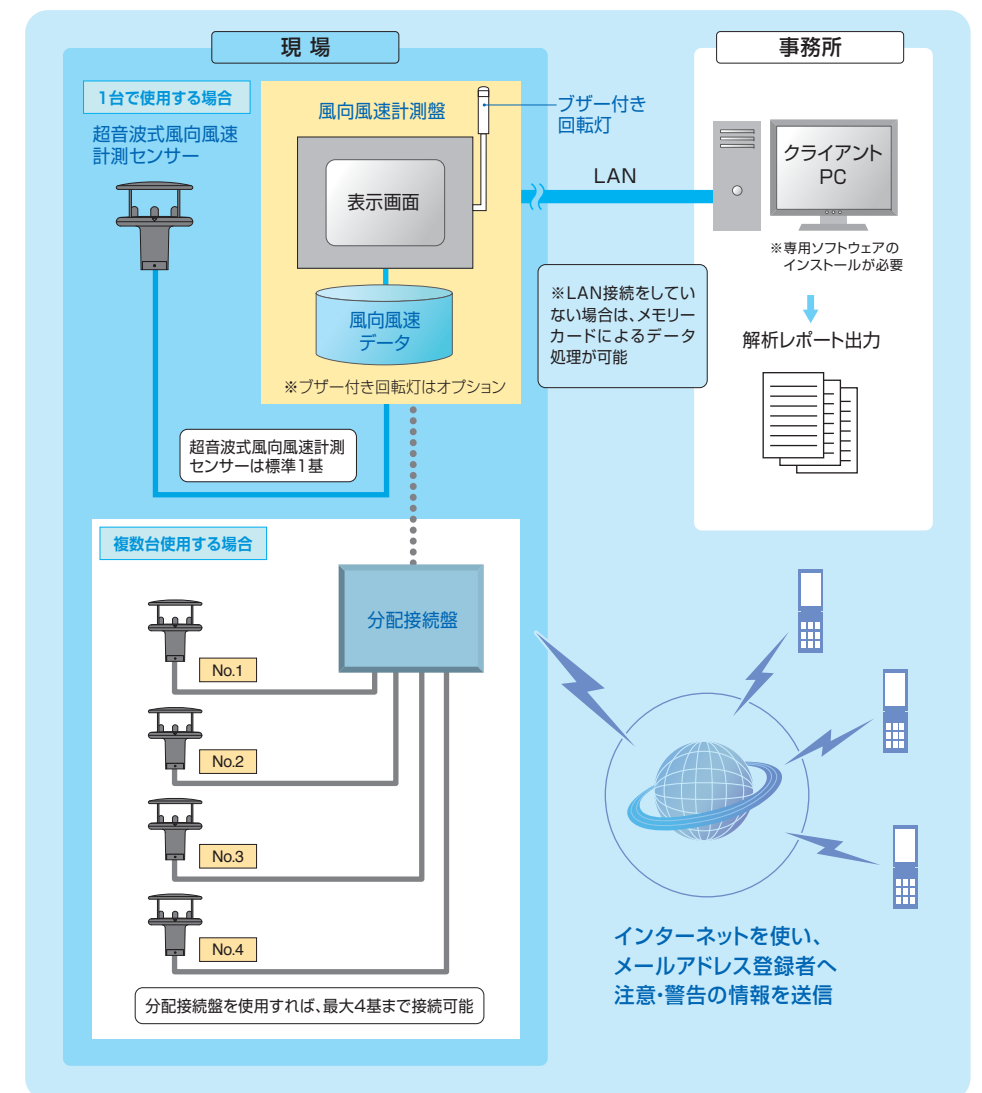 現 場
1台で使用する場合
超音波式風向風速
計測センサー
風向風速計測盤
ブザー付き
回転灯
表示画面
風向風速
データ
※ブザー付き回転灯はオプション
超音波式風向風速計測
センサーは標準1基
LAN
※LAN接続をしてい
ない場合は、メモリー
カードによるデータ
処理が可能
事務所
クライアント
PC
※専用ソフトウェアの
インストールが必要
解析レポート出力
複数台使用する場合
分配接続盤
No.1
No.2
No.3
No.4
分配接続盤を使用すれば、最大4基まで接続可能
インターネットを使い、
メールアドレス登録者へ
注意・警告の情報を送信